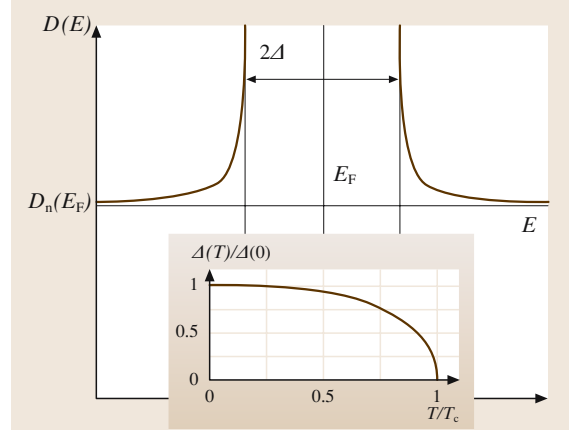 D(E)
2Δ
E_F
D_n(E_F)
E
Δ(T)/Δ(0)
1
0.5
0
0 0.5 1
T/T_c